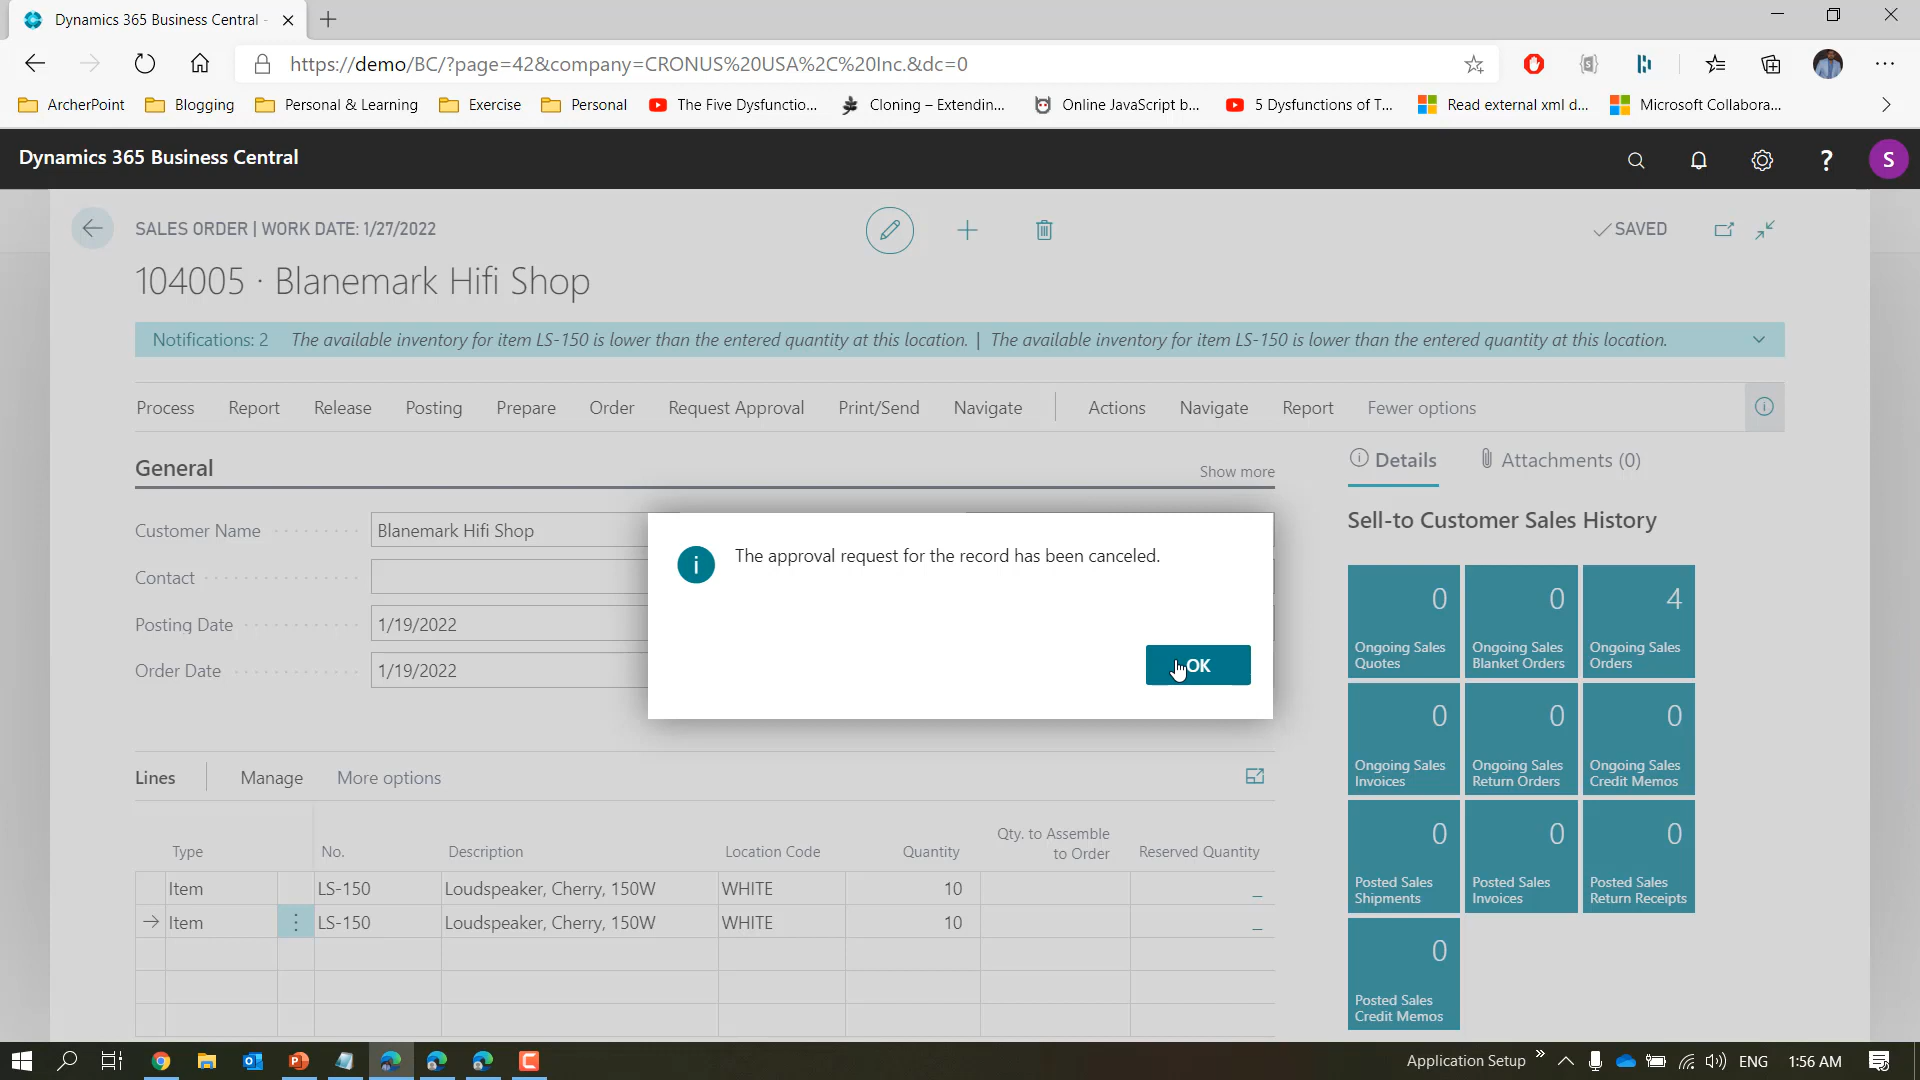 Dynamics 365 Business Central -
https://demo/BC/?page=42&company=CRONUS%20USA%2C%20Inc.&dc=0
ArcherPoint
Blogging
Personal & Learning
Exercise
Personal
The Five Dysfunctio...
Cloning – Extendin...
Online JavaScript b...
5 Dysfunctions of T...
Read external xml d...
Microsoft Collabora...
Dynamics 365 Business Central
?
S
SALES ORDER | WORK DATE: 1/27/2022
SAVED
104005 · Blanemark Hifi Shop
Notifications: 2 The available inventory for item LS-150 is lower than the entered quantity at this location. | The available inventory for item LS-150 is lower than the entered quantity at this location.
Process Report Release Posting Prepare Order Request Approval Print/Send Navigate Actions Navigate Report Fewer options
General
Show more
Details
Attachments (0)
Customer Name
Blanemark Hifi Shop
Contact
Posting Date
1/19/2022
Order Date
1/19/2022
The approval request for the record has been canceled.
OK
Sell-to Customer Sales History
0
Ongoing Sales
Quotes
0
Ongoing Sales
Blanket Orders
4
Ongoing Sales
Orders
0
Ongoing Sales
Invoices
0
Ongoing Sales
Return Orders
0
Ongoing Sales
Credit Memos
0
Posted Sales
Shipments
0
Posted Sales
Invoices
0
Posted Sales
Return Receipts
0
Posted Sales
Credit Memos
Lines Manage More options
Type No. Description Location Code Quantity Qty. to Assemble to Order Reserved Quantity
Item LS-150 Loudspeaker, Cherry, 150W WHITE 10 _
Item LS-150 Loudspeaker, Cherry, 150W WHITE 10 _
Application Setup
ENG
1:56 AM